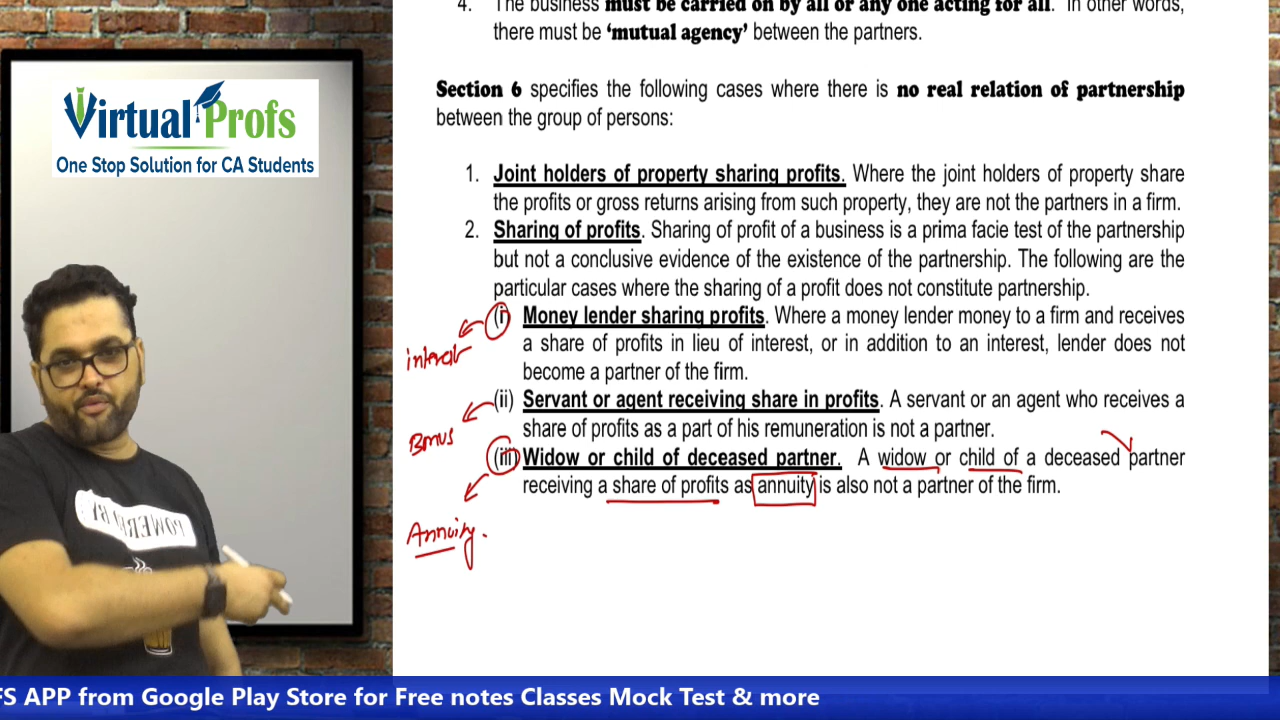 4. The business must be carried on by all or any one acting for all. In other words,
there must be ‘mutual agency’ between the partners.
Section 6 specifies the following cases where there is no real relation of partnership
between the group of persons:
1. Joint holders of property sharing profits. Where the joint holders of property share
the profits or gross returns arising from such property, they are not the partners in a firm.
2. Sharing of profits. Sharing of profit of a business is a prima facie test of the partnership
but not a conclusive evidence of the existence of the partnership. The following are the
particular cases where the sharing of a profit does not constitute partnership.
(i) Money lender sharing profits. Where a money lender money to a firm and receives
a share of profits in lieu of interest, or in addition to an interest, lender does not
become a partner of the firm.
(ii) Servant or agent receiving share in profits. A servant or an agent who receives a
share of profits as a part of his remuneration is not a partner.
(iii) Widow or child of deceased partner. A widow or child of a deceased partner
receiving a share of profits as annuity is also not a partner of the firm.
interest
Bonus
Annuity.
Virtual Profs
One Stop Solution for CA Students
POWERED BY
FS APP from Google Play Store for Free notes Classes Mock Test & more